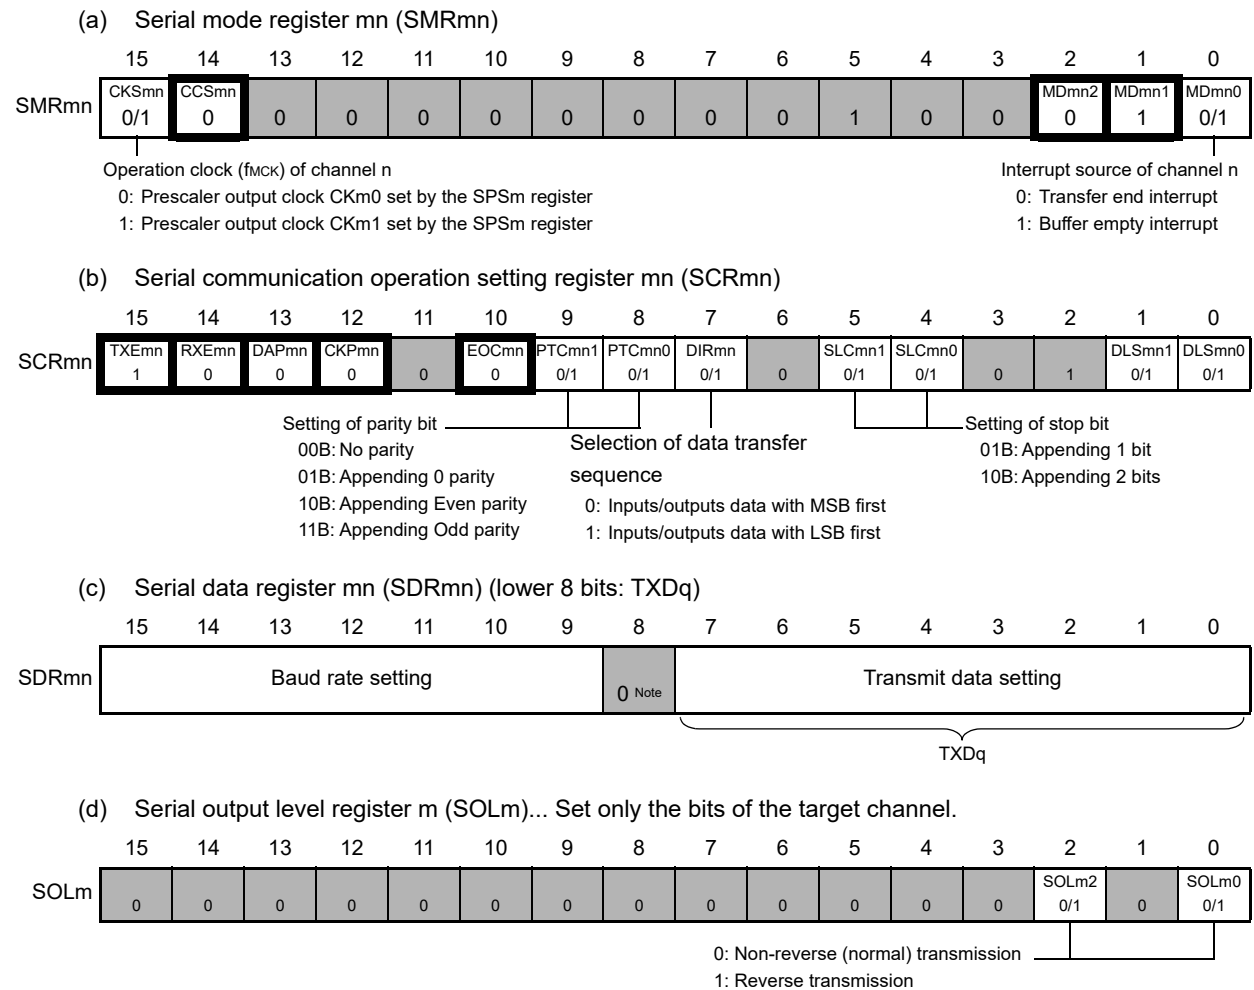 (a) Serial mode register mn (SMRmn)
15 14 13 12 11 10 9 8 7 6 5 4 3 2 1 0
CKSmn CCSmn MDmn2 MDmn1 MDmn0
SMRmn 0/1 0 0 0 0 0 0 0 0 0 1 0 0 0 1 0/1
Operation clock (fMCK) of channel n
0: Prescaler output clock CKm0 set by the SPSm register
1: Prescaler output clock CKm1 set by the SPSm register
Interrupt source of channel n
0: Transfer end interrupt
1: Buffer empty interrupt
(b) Serial communication operation setting register mn (SCRmn)
15 14 13 12 11 10 9 8 7 6 5 4 3 2 1 0
TXEmn RXEmn DAPmn CKPmn EOCmn PTCmn1 PTCmn0 DIRmn SLCmn1 SLCmn0 DLSmn1 DLSmn0
SCRmn 1 0 0 0 0 0 0/1 0/1 0/1 0 0/1 0/1 0 1 0/1 0/1
Setting of parity bit
00B: No parity
01B: Appending 0 parity
10B: Appending Even parity
11B: Appending Odd parity
Selection of data transfer
sequence
0: Inputs/outputs data with MSB first
1: Inputs/outputs data with LSB first
Setting of stop bit
01B: Appending 1 bit
10B: Appending 2 bits
(c) Serial data register mn (SDRmn) (lower 8 bits: TXDq)
15 14 13 12 11 10 9 8 7 6 5 4 3 2 1 0
SDRmn Baud rate setting 0 Note Transmit data setting
TXDq
(d) Serial output level register m (SOLm)... Set only the bits of the target channel.
15 14 13 12 11 10 9 8 7 6 5 4 3 2 1 0
SOLm2 SOLm0
SOLm 0 0 0 0 0 0 0 0 0 0 0 0 0 0/1 0 0/1
0: Non-reverse (normal) transmission
1: Reverse transmission